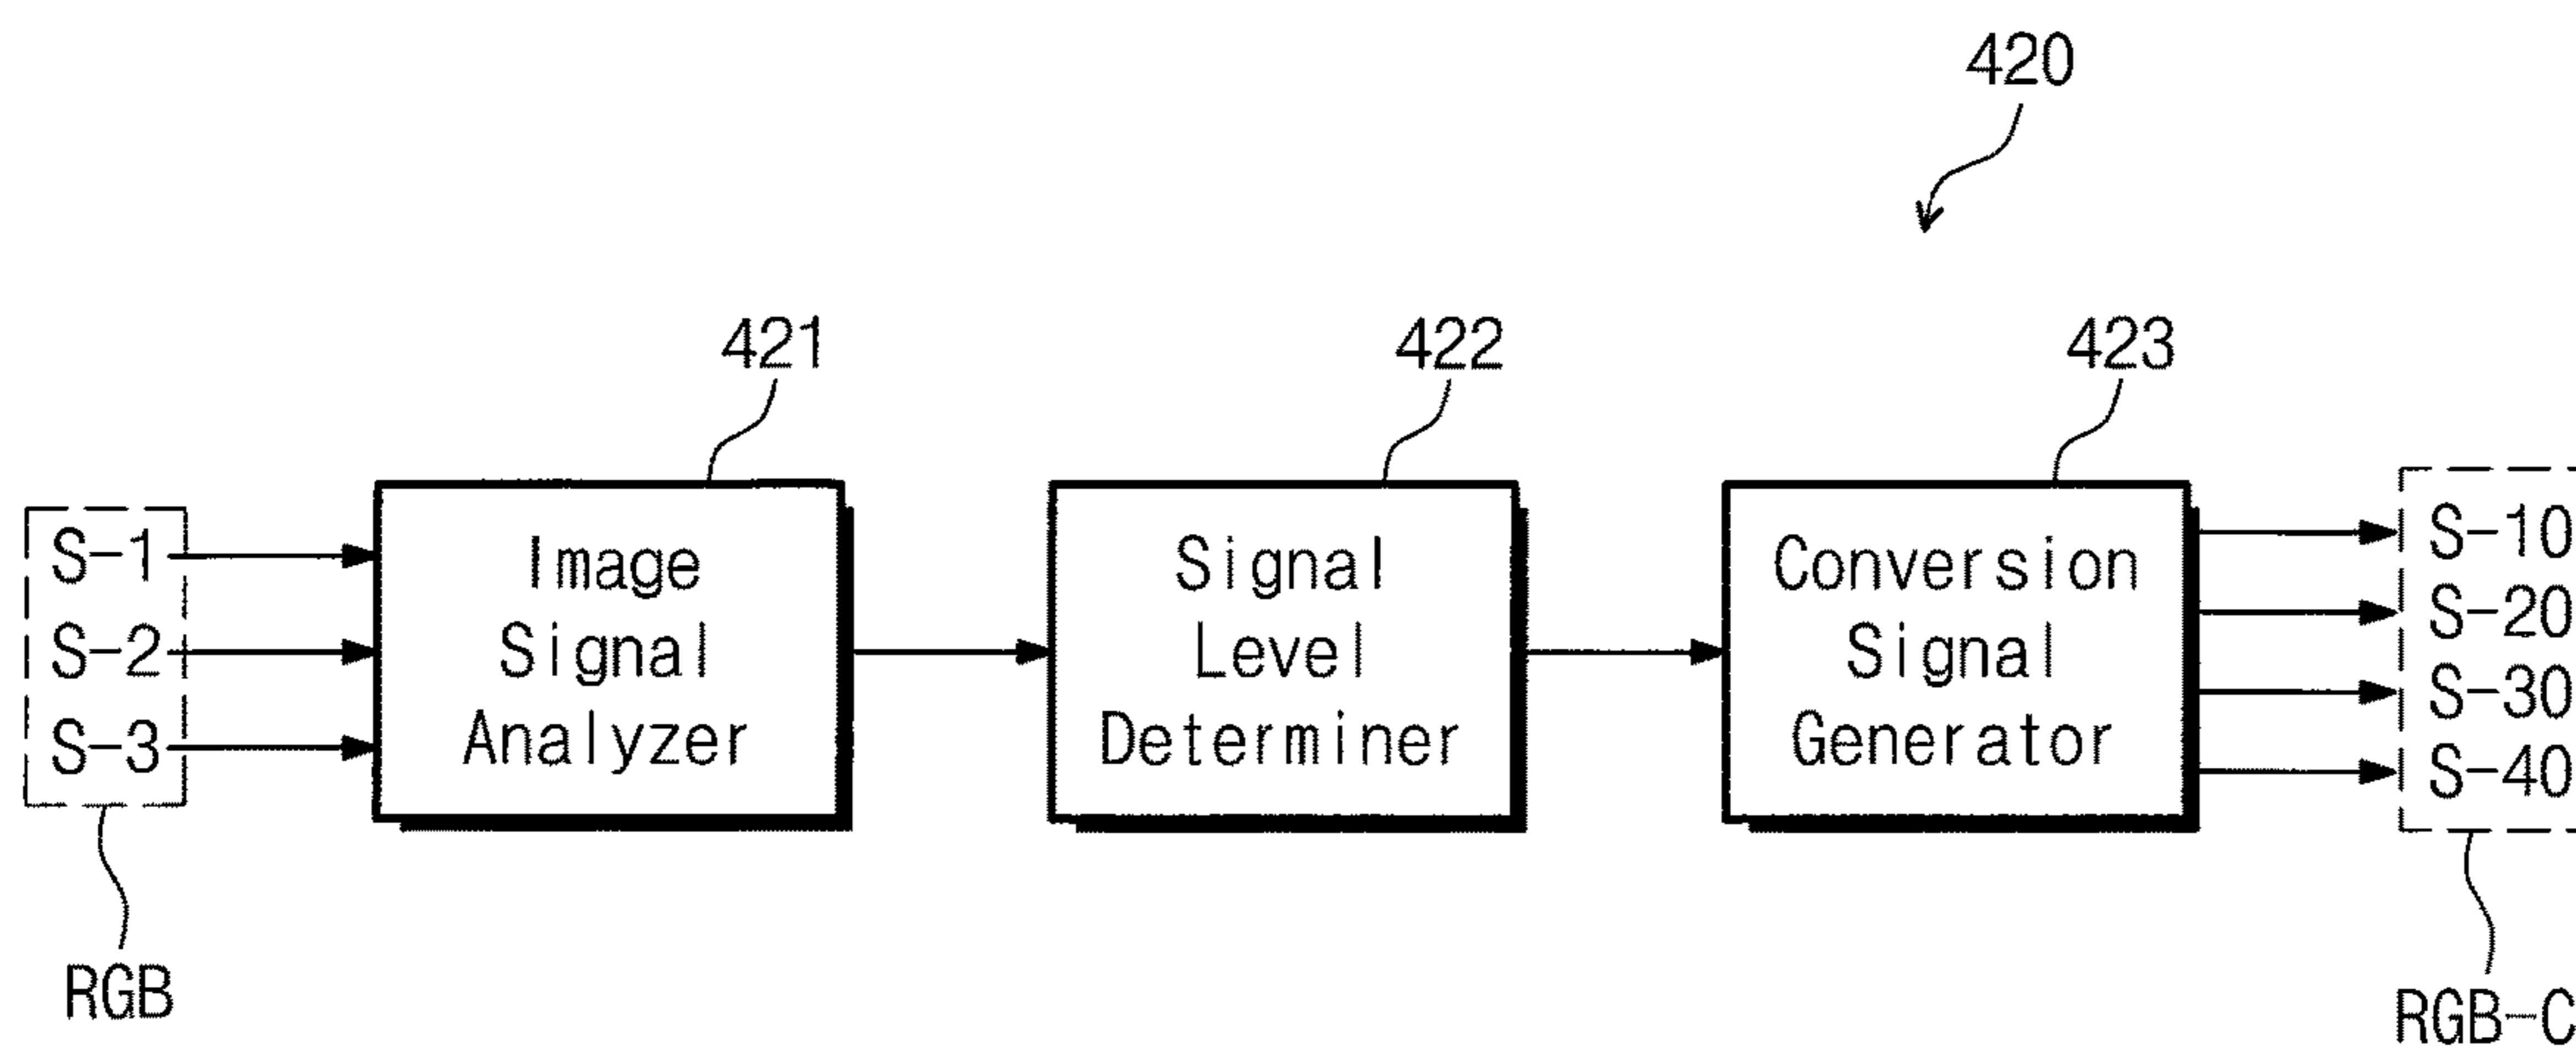 420
421
422
423
S-1
S-2
S-3
Image
Signal
Analyzer
Signal
Level
Determiner
Conversion
Signal
Generator
S-10
S-20
S-30
S-40
RGB
RGB-C